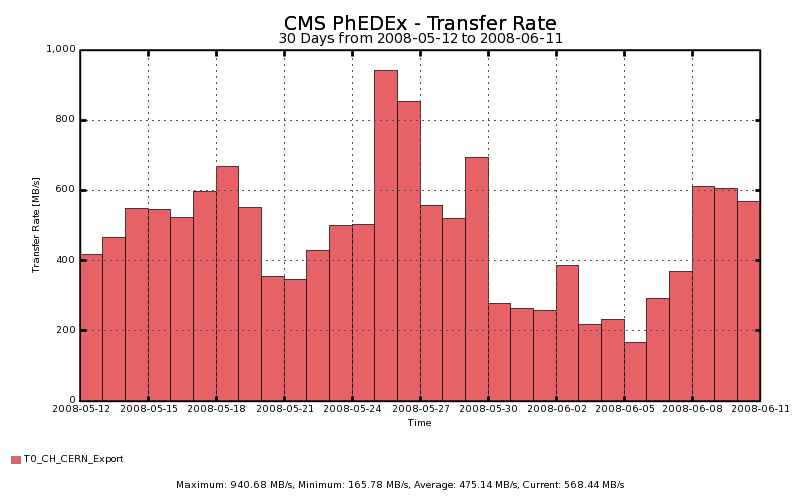 CMS PhEDEx - Transfer Rate
30 Days from 2008-05-12 to 2008-06-11
1,000
800
600
400
200
0
Transfer Rate [MB/s]
2008-05-12 2008-05-15 2008-05-18 2008-05-21 2008-05-24 2008-05-27 2008-05-30 2008-06-02 2008-06-05 2008-06-08 2008-06-11
Time
T0_CH_CERN_Export
Maximum: 940.68 MB/s, Minimum: 165.78 MB/s, Average: 475.14 MB/s, Current: 568.44 MB/s